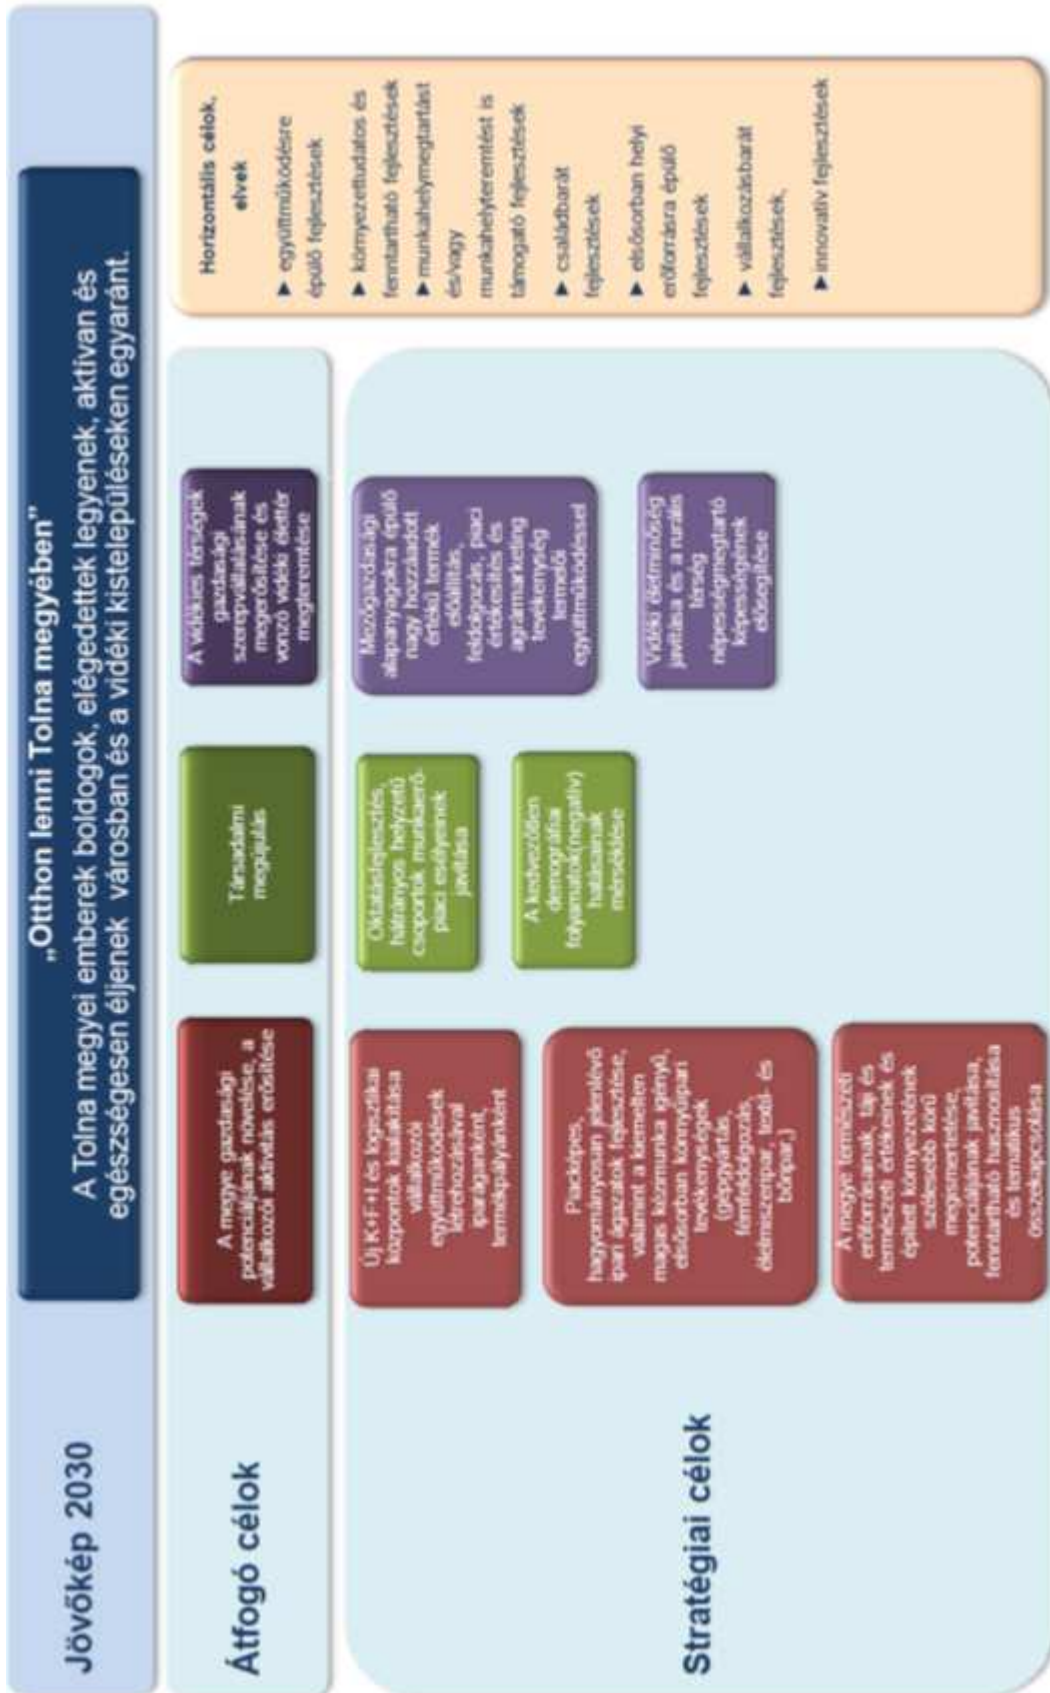 Jövőkép 2030
„Otthon lenni Tolna megyében”
A Tolna megyei emberek boldogok, elégedettek legyenek, aktívan és
egészségesen éljenek városban és a vidéki kistelepüléseken egyaránt.
Átfogó célok
A megye gazdasági
potenciáljának növelése, a
vállalkozói aktivitás erősítése
Társadalmi
megújulás
A vidékies térségek
gazdasági
szerepvállalásának
megerősítése és
vonzó vidéki élettér
megteremtése
Stratégiai célok
Új K+F+I és logisztikai
központok kialakítása
vállalkozói
együttműködések
létrehozásával
iparáganként,
termékpályánként
Piacképes,
hagyományosan jelenlévő
ipari ágazatok fejlesztése,
valamint a kiemelten
magas kézimunka igényű,
elsősorban könnyűipari
tevékenységek
(gépgyártás,
fémfeldolgozás,
élelmiszeripar, textil- és
bőripar.)
A megye természeti
erőforrásainak, táji és
természeti értékeinek és
épített környezetének
szélesebb körű
megismertetése,
potenciáljának javítása,
fenntartható hasznosítása
és tematikus
összekapcsolása
Oktatásfejlesztés,
hátrányos helyzetű
csoportok munkaerő-
piaci esélyeinek
javítása
A kedvezőtlen
demográfiai
folyamatok(negatív)
hatásainak
mérséklése
Mezőgazdasági
alapanyagokra épülő
nagy hozzáadott
értékű termék
előállítás,
feldolgozás, piaci
értékesítés és
agrármarketing
tevékenység
termelői
együttműködéssel
Vidéki életminőség
javítása és a rurális
térség
népességmegtartó
képességének
elősegítése
Horizontális célok,
elvek
► együttműködésre
épülő fejlesztések
► környezettudatos és
fenntartható fejlesztések
► munkahelymegtartást
és/vagy
munkahelyteremtést is
támogató fejlesztések
► családbarát
fejlesztések
► elsősorban helyi
erőforrásra épülő
fejlesztések
► vállalkozásbarát
fejlesztések,
► innovatív fejlesztések